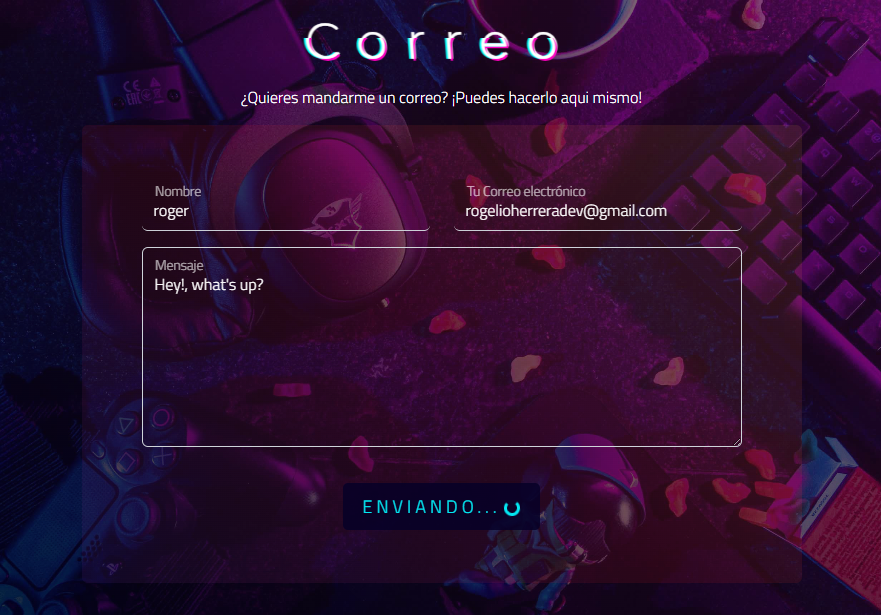 Correo
¿Quieres mandarme un correo? ¡Puedes hacerlo aqui mismo!
Nombre
Tu Correo electrónico
roger
rogelioherreradev@gmail.com
Mensaje
Hey!, what's up?
ENVIANDO...